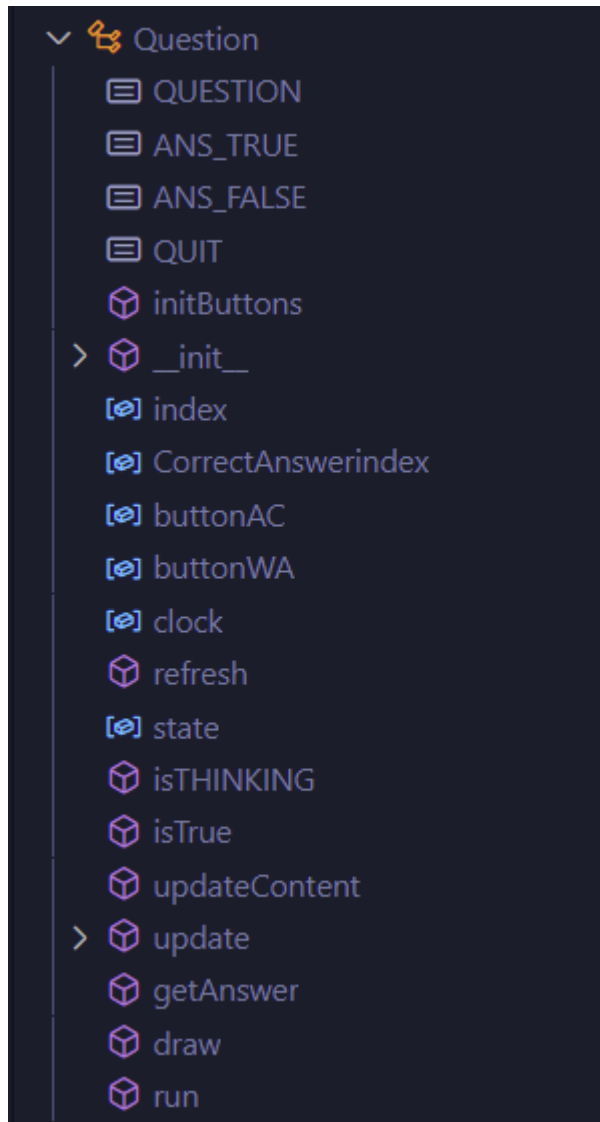 Question
QUESTION
ANS_TRUE
ANS_FALSE
QUIT
initButtons
__init__
index
CorrectAnswerindex
buttonAC
buttonWA
clock
refresh
state
isTHINKING
isTrue
updateContent
update
getAnswer
draw
run